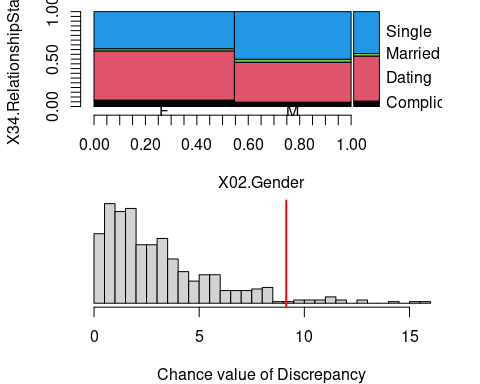 X34.RelationshipSta
1.00
0.50
0.00
Single
Married
Dating
Complic
F
M
0.00 0.20 0.40 0.60 0.80 1.00
X02.Gender
0 5 10 15
Chance value of Discrepancy